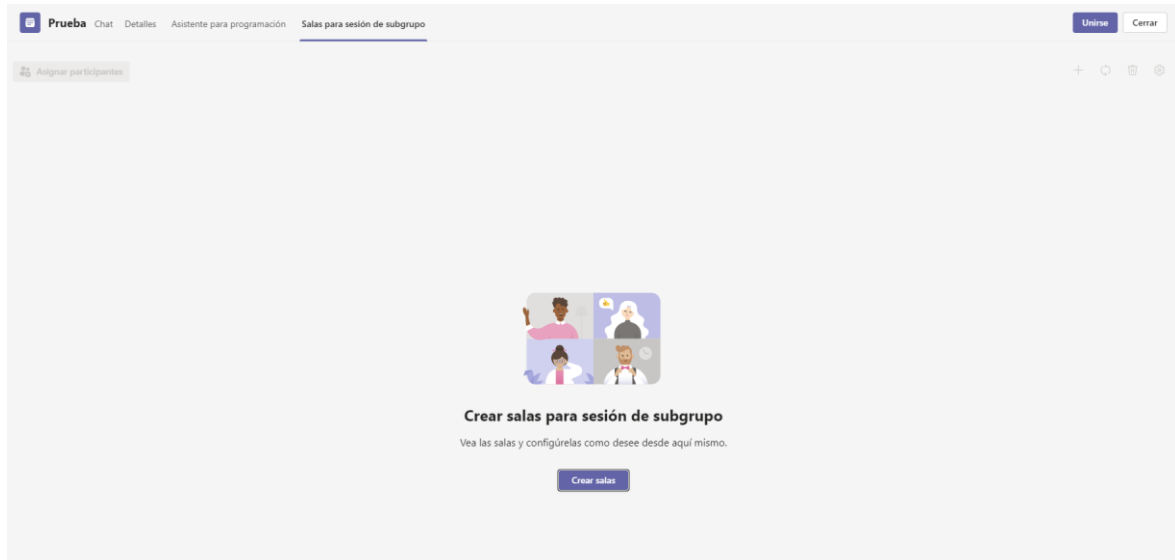 Prueba Chat Detalles Asistente para programación Salas para sesión de subgrupo Unirse Cerrar
Asignar participantes
Crear salas para sesión de subgrupo
Vea las salas y configúrelas como desee desde aquí mismo.
Crear salas